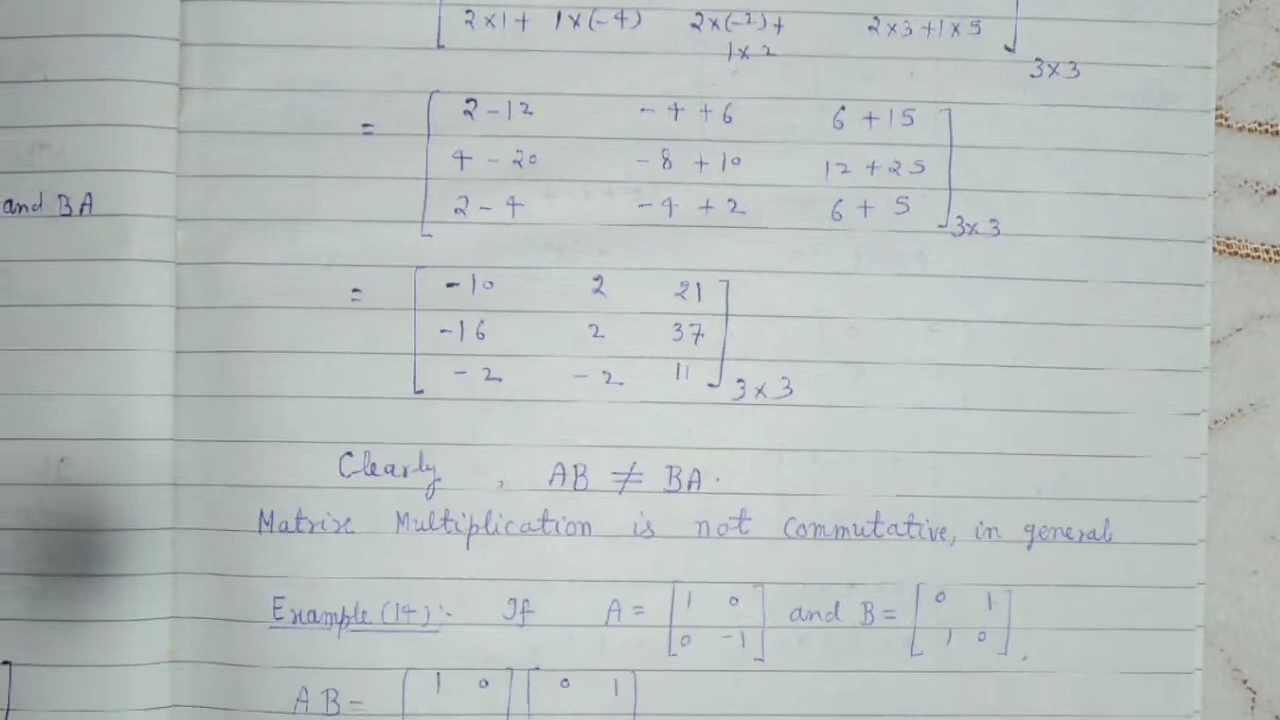 2×1+ 1×(-4) 2×(-2)+ 2×3+1×5
1×2
3×3
= 2-12 -4+6 6+15
4-20 -8+10 12+25
and BA
2-4 -4+2 6+5
3×3
= -10 2 21
-16 2 37
-2 -2 11
3×3
Clearly, AB ≠ BA.
Matrix Multiplication is not commutative, in general
Example (14):- If A = [1 0 and B = [0 1
0 -1] 1 0].
AB = [1 0] [0 1]